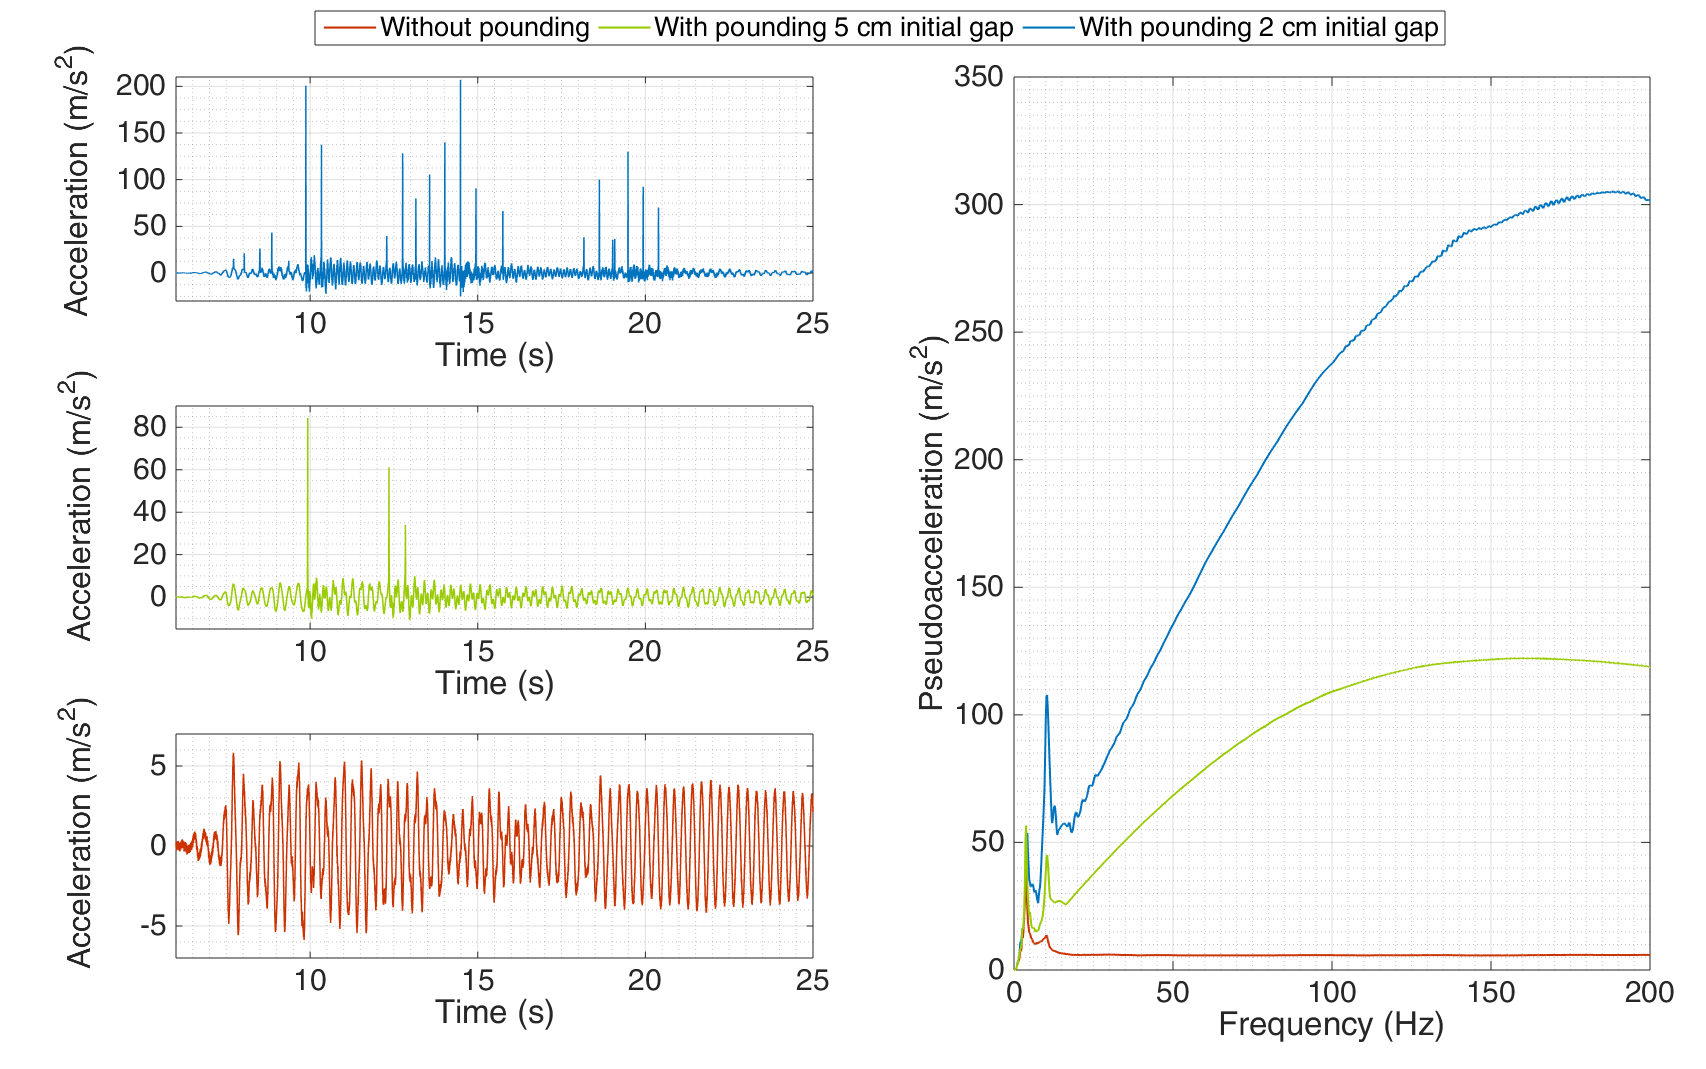 Without pounding With pounding 5 cm initial gap With pounding 2 cm initial gap
Acceleration (m/s²)
200
150
100
50
0
10 15 20 25
Time (s)
Acceleration (m/s²)
80
60
40
20
0
10 15 20 25
Time (s)
Acceleration (m/s²)
5
0
-5
10 15 20 25
Time (s)
Pseudoacceleration (m/s²)
350
300
250
200
150
100
50
0
0 50 100 150 200
Frequency (Hz)